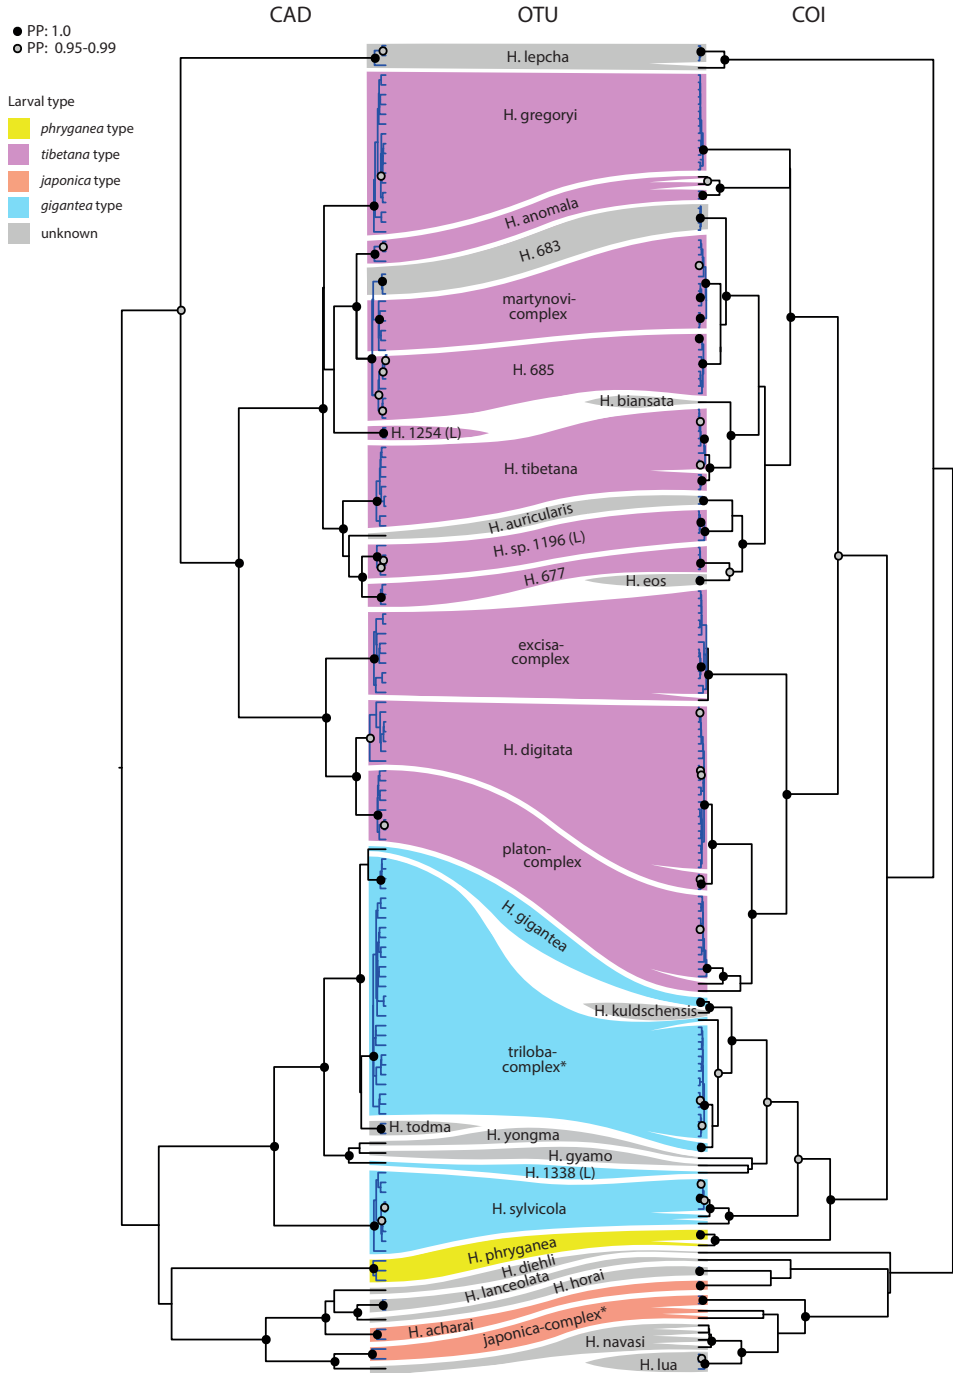 CAD OTU COI
PP: 1.0
PP: 0.95-0.99
Larval type
phryganea type
tibetana type
japonica type
gigantea type
unknown
H. lepcha
H. gregoryi
H. anomala
H. 683
martynovi-
complex
H. 685
H. biansata
H. 1254 (L)
H. tibetana
H. auricularis
H. sp. 1196 (L)
H. 677
H. eos
excisa-
complex
H. digitata
platon-
complex
H. gigantea
H. kuldschensis
triloba-
complex*
H. todma
H. yongma
H. gyamo
H. 1338 (L)
H. sylvicola
H. phryganea
H. diehli
H. lanceolata
H. horai
H. acharai
japonica-complex*
H. navasi
H. lua